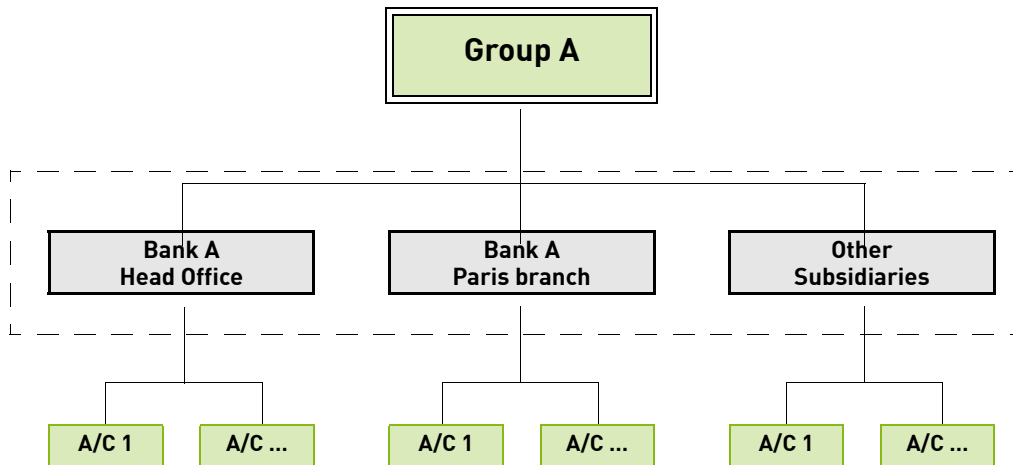 Group A
Bank A
Head Office
Bank A
Paris branch
Other
Subsidiaries
A/C 1
A/C ...
A/C 1
A/C ...
A/C 1
A/C ...